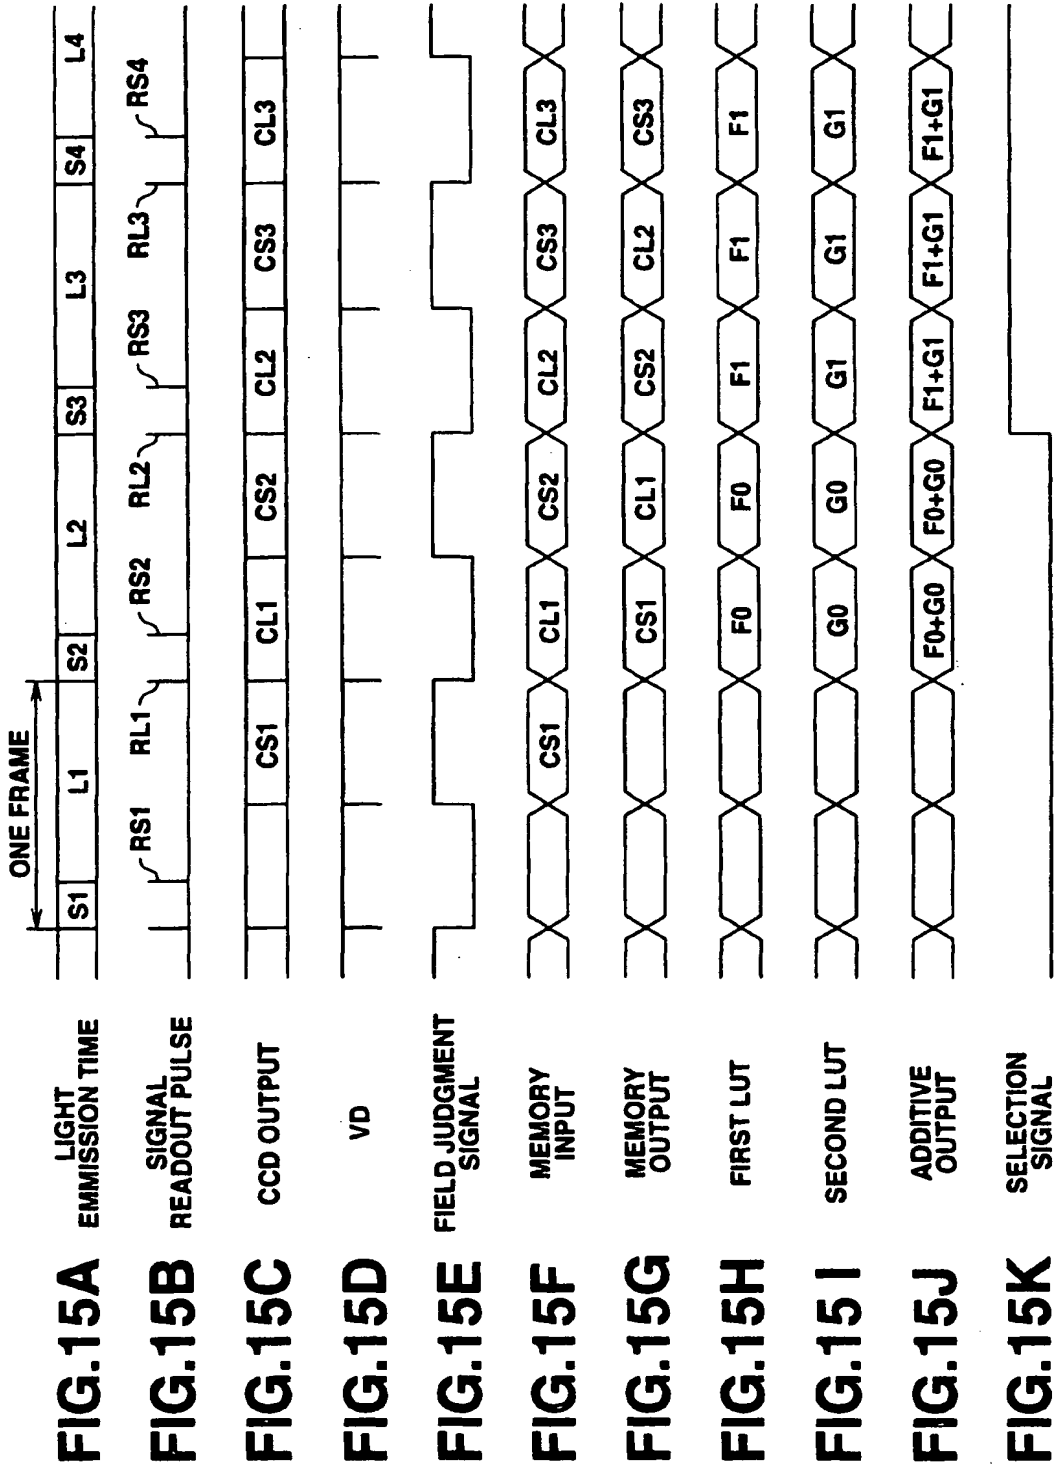 ONE FRAME
FIG.15A
LIGHT
EMMISSION TIME
S1 L1 S2 L2 S3 L3 S4 L4
FIG.15B
SIGNAL
READOUT PULSE
RS1 RL1 RS2 RL2 RS3 RL3 RS4
FIG.15C
CCD OUTPUT
CS1 CL1 CS2 CL2 CS3 CL3
FIG.15D
VD
FIG.15E
FIELD JUDGMENT
SIGNAL
FIG.15F
MEMORY
INPUT
CS1 CL1 CS2 CL2 CS3 CL3
FIG.15G
MEMORY
OUTPUT
CS1 CL1 CS2 CL2 CS3
FIG.15H
FIRST LUT
F0 F0 F1 F1 F1
FIG.15 I
SECOND LUT
G0 G0 G1 G1 G1
FIG.15J
ADDITIVE
OUTPUT
F0+G0 F0+G0 F1+G1 F1+G1 F1+G1
FIG.15K
SELECTION
SIGNAL